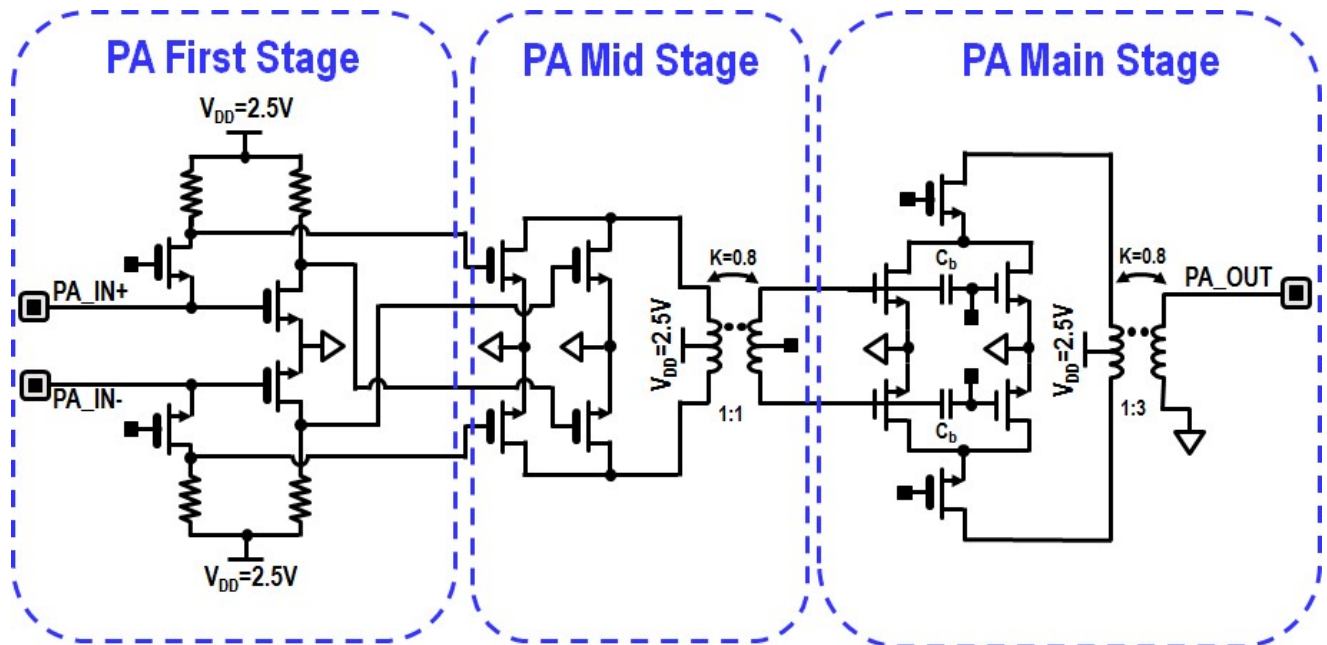 PA First Stage
PA Mid Stage
PA Main Stage
VDD=2.5V
PA_IN+
PA_IN-
VDD=2.5V
K=0.8
VDD=2.5V
1:1
Cb
Cb
K=0.8
PA_OUT
VDD=2.5V
1:3